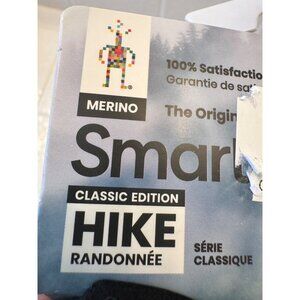 100% Satisfactio
Garantie de sat
MERINO
The Origin
Smar
CLASSIC EDITION
HIKE
RANDONNÉE
SÉRIE
CLASSIQUE